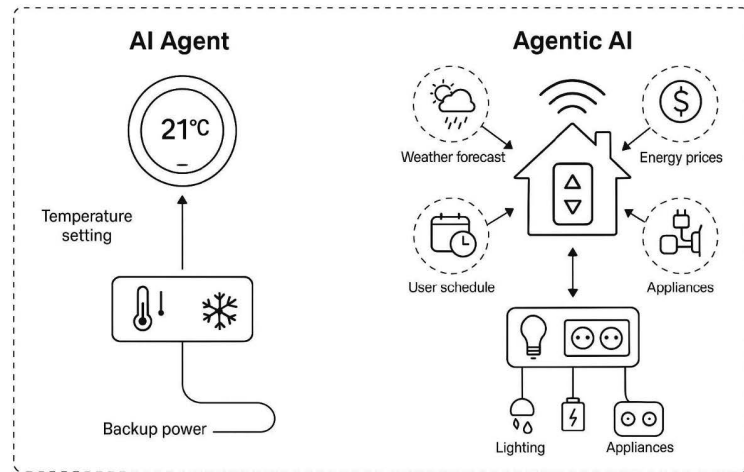 AI Agent
21°C
Temperature
setting
Backup power
Agentic AI
Weather forecast
$
Energy prices
User schedule
Appliances
Lighting
Appliances